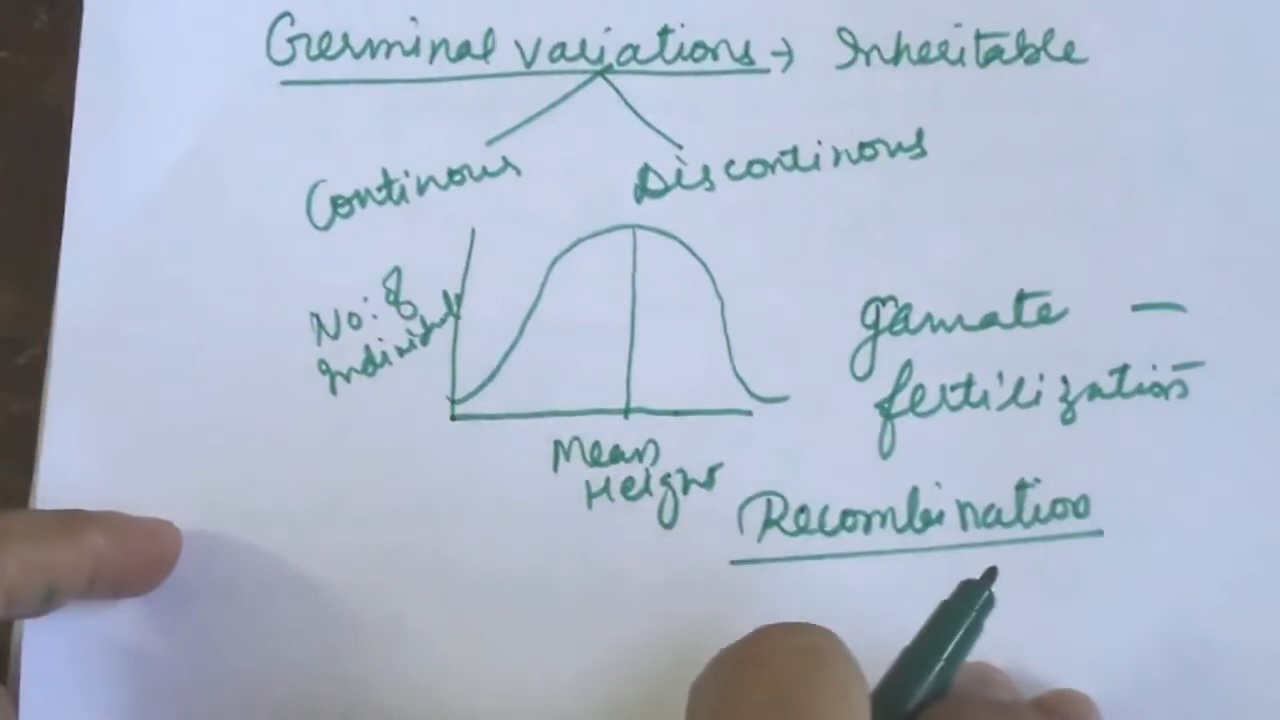 Germinal variations → Inheritable
Continous
Discontinous
No: of
Individuals
Mean
Height
gamate —
fertilization
Recombination